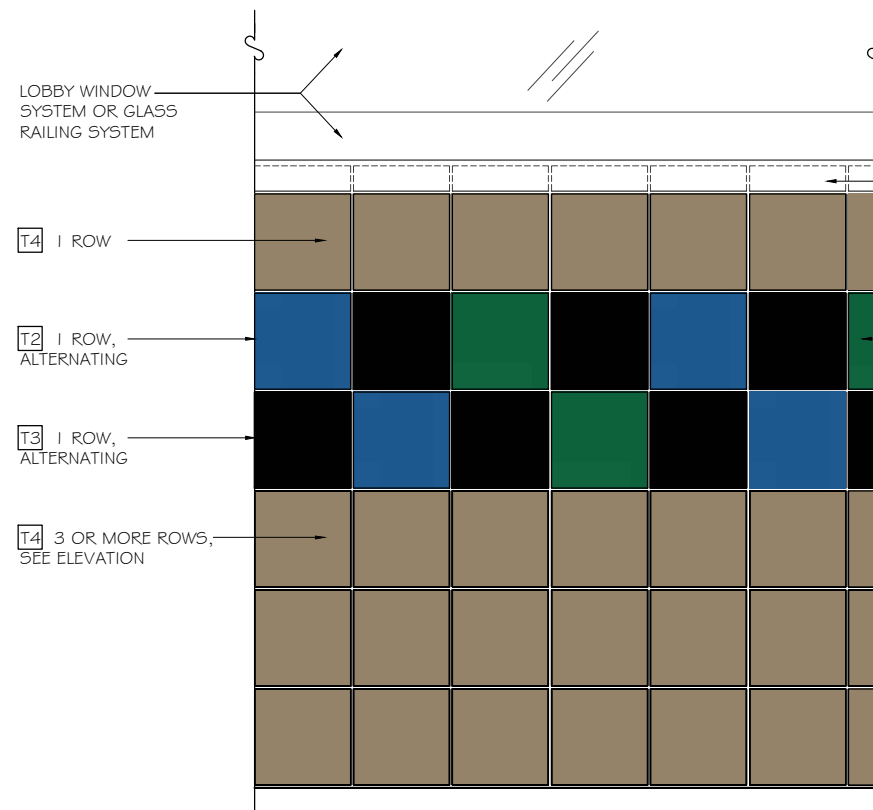 LOBBY WINDOW
SYSTEM OR GLASS
RAILING SYSTEM
T4 1 ROW
T2 1 ROW,
ALTERNATING
T3 1 ROW,
ALTERNATING
T4 3 OR MORE ROWS,
SEE ELEVATION